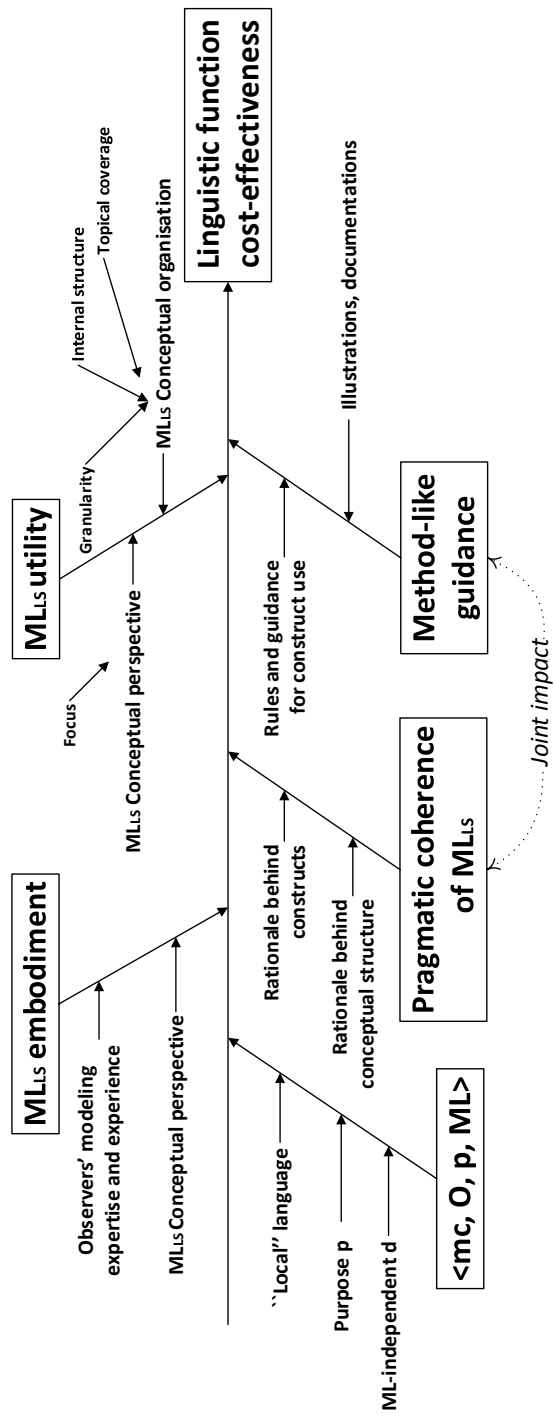 MLLS embodiment
Observers' modeling
expertise and experience
MLLS Conceptual perspective
MLLS utility
Focus
MLLS Conceptual perspective
Granularity
Internal structure
Topical coverage
MLLS Conceptual organisation
Linguistic function
cost-effectiveness
``Local'' language
Purpose p
ML-independent d
<mc, O, p, ML>
Rationale behind
constructs
Rationale behind
conceptual structure
Pragmatic coherence
of MLLS
Rules and guidance
for construct use
Illustrations, documentations
Method-like
guidance
Joint impact